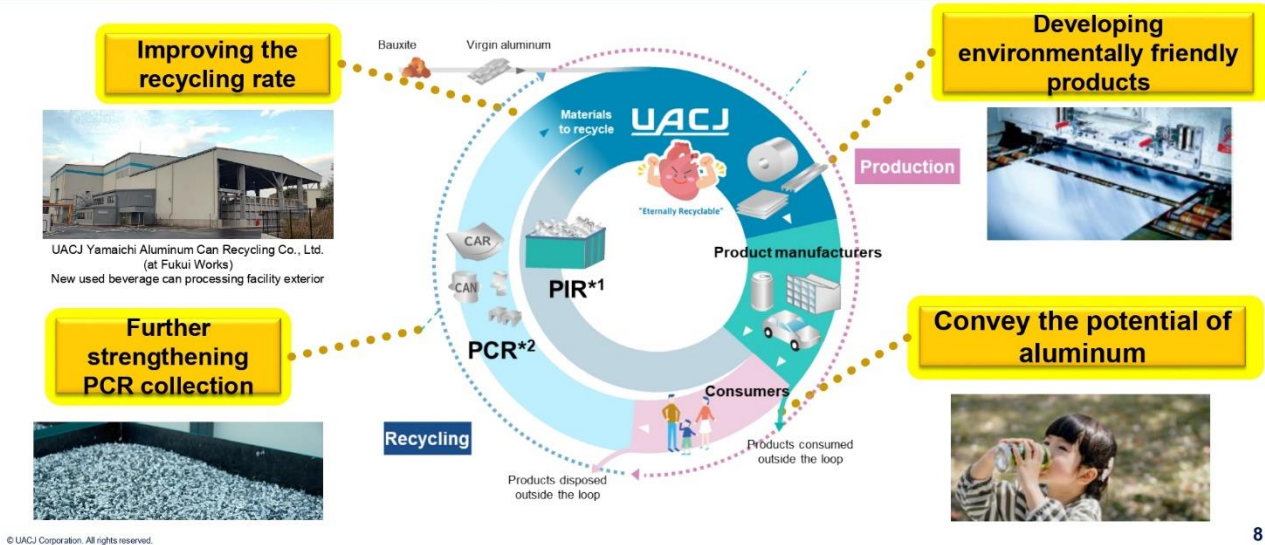 Improving the
recycling rate
Bauxite
Virgin aluminum
Developing
environmentally friendly
products
Materials
to recycle
UACJ
"Eternally Recyclable"
Production
UACJ Yamaichi Aluminum Can Recycling Co., Ltd.
(at Fukui Works)
New used beverage can processing facility exterior
CAR
CAN
PIR*1
PCR*2
Product manufacturers
Further
strengthening
PCR collection
Convey the potential of
aluminum
Consumers
Recycling
Products consumed
outside the loop
Products disposed
outside the loop
© UACJ Corporation. All rights reserved.
8